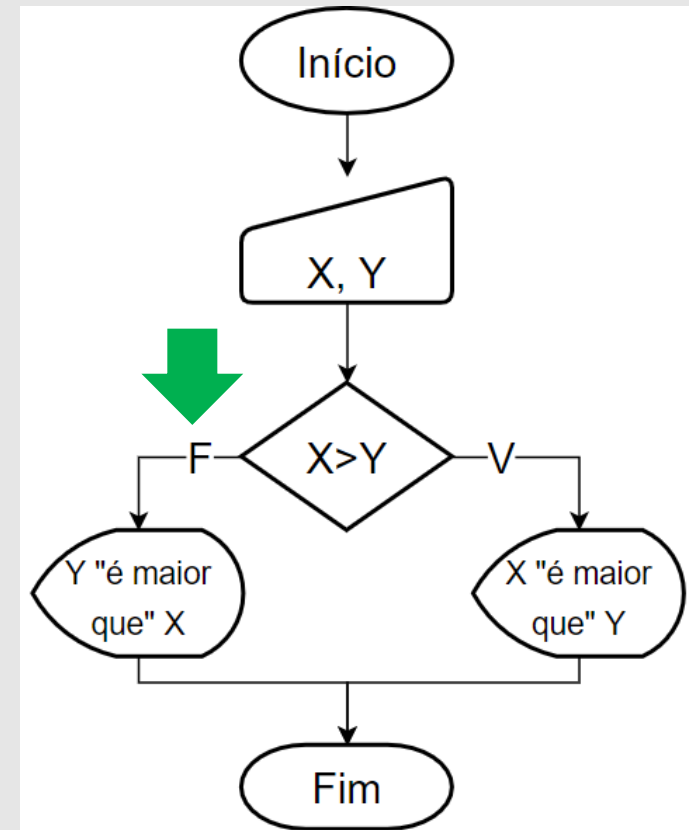 Início
X, Y
F
X>Y
V
Y "é maior
que" X
X "é maior
que" Y
Fim